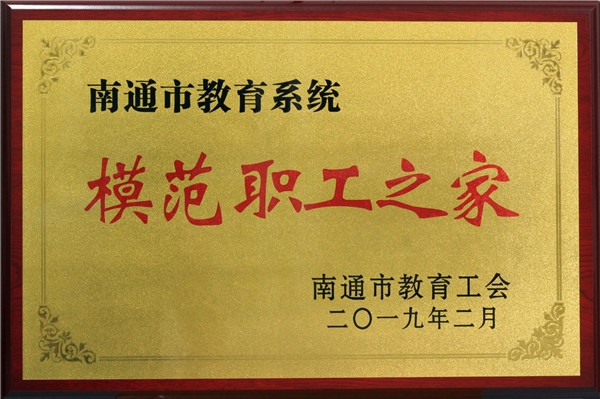 南通市教育系统
模范职工之家
南通市教育工会
二〇一九年二月